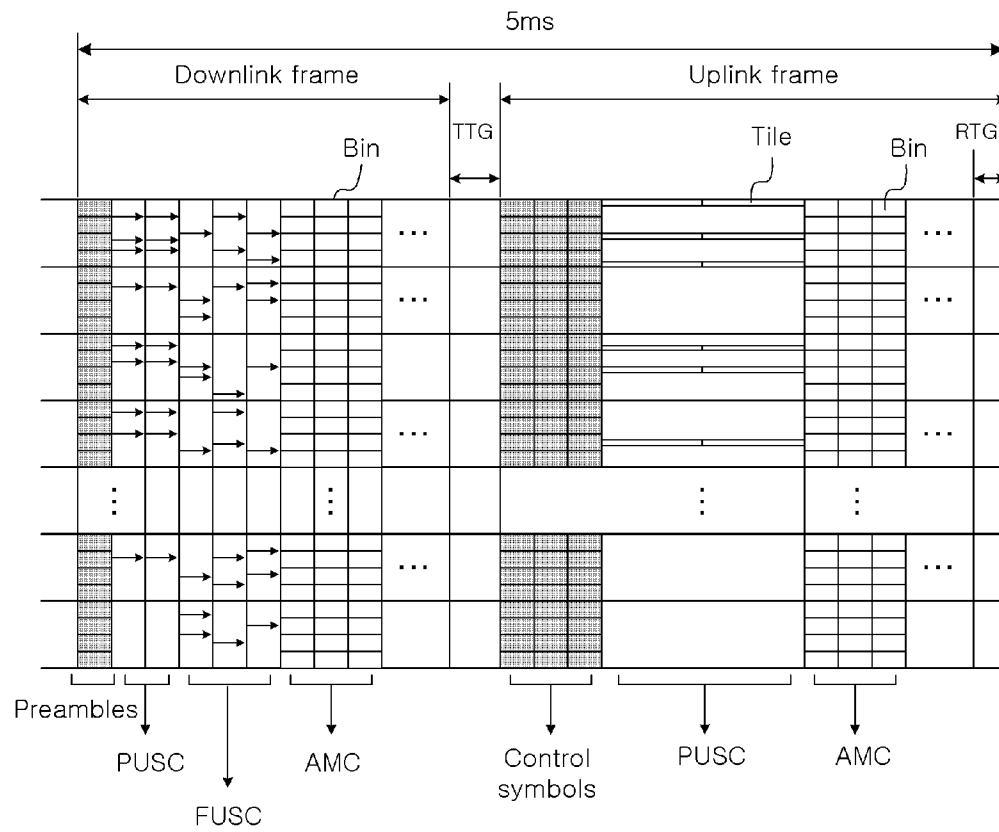 5ms
Downlink frame
Uplink frame
TTG
RTG
Bin
Tile
Bin
...
...
...
...
...
...
...
...
...
...
...
Preambles
PUSC
FUSC
AMC
Control
symbols
PUSC
AMC